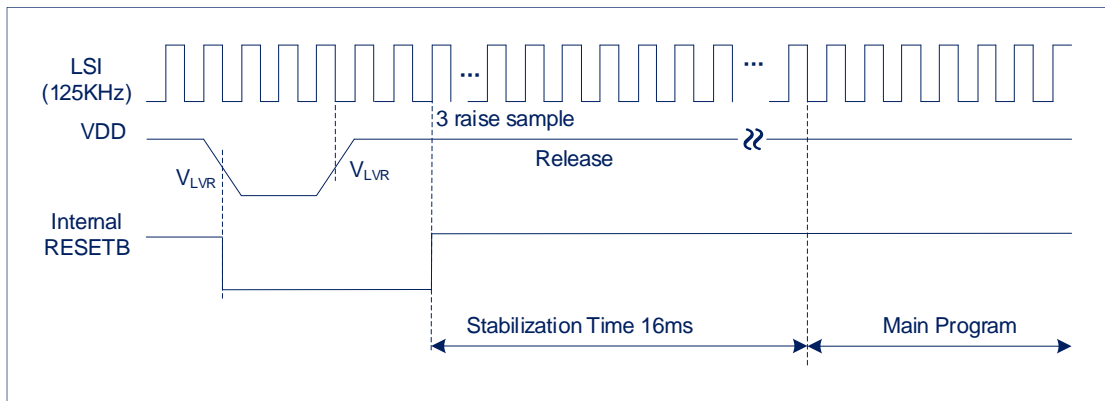 LSI
(125KHz)
... ...
3 raise sample
VDD
Release
VLVR VLVR
Internal
RESETB
Stabilization Time 16ms Main Program